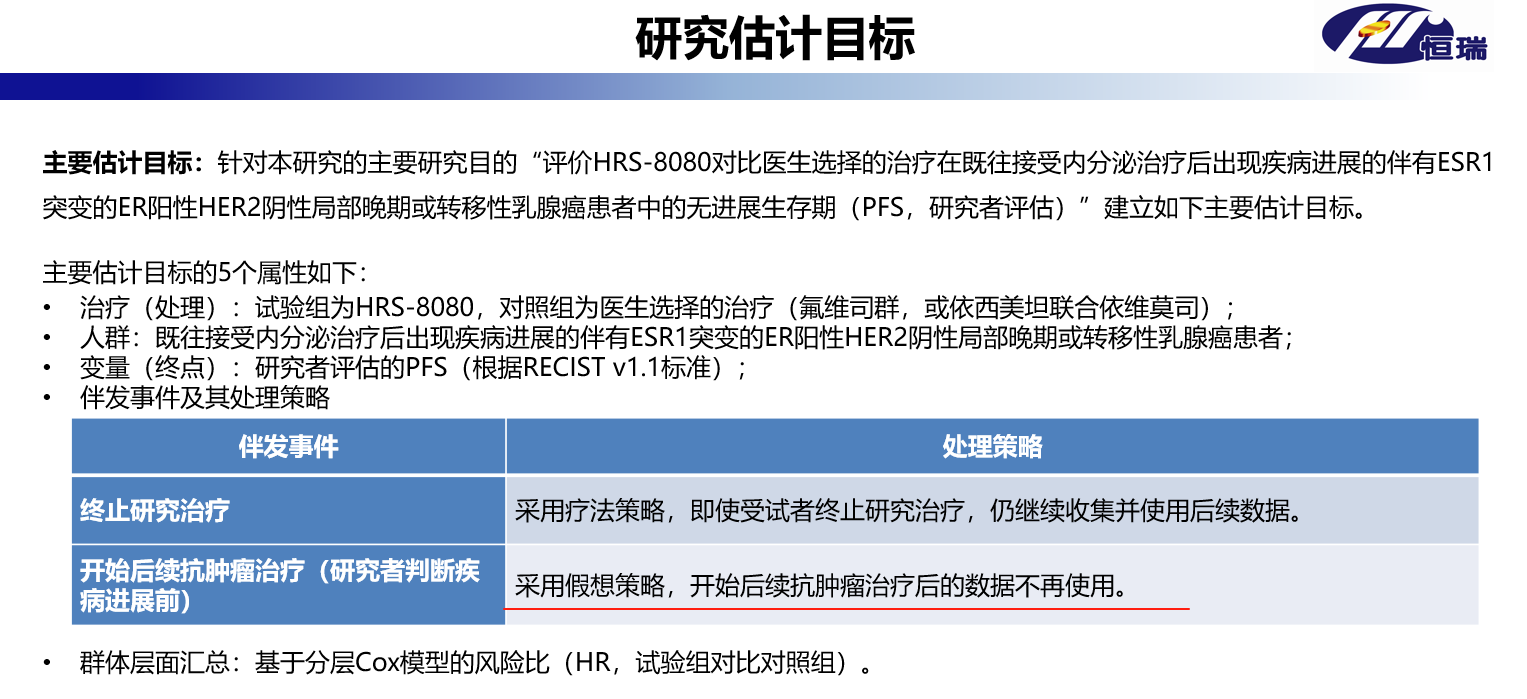 研究估计目标
恒瑞
主要估计目标：针对本研究的主要研究目的“评价HRS-8080对比医生选择的治疗在既往接受内分泌治疗后出现疾病进展的伴有ESR1
突变的ER阳性HER2阴性局部晚期或转移性乳腺癌患者中的无进展生存期（PFS，研究者评估）”建立如下主要估计目标。
主要估计目标的5个属性如下：
• 治疗（处理）：试验组为HRS-8080，对照组为医生选择的治疗（氟维司群，或依西美坦联合依维莫司）；
• 人群：既往接受内分泌治疗后出现疾病进展的伴有ESR1突变的ER阳性HER2阴性局部晚期或转移性乳腺癌患者；
• 变量（终点）：研究者评估的PFS（根据RECIST v1.1标准）；
• 伴发事件及其处理策略
伴发事件
处理策略
终止研究治疗
采用疗法策略，即使受试者终止研究治疗，仍继续收集并使用后续数据。
开始后续抗肿瘤治疗（研究者判断疾
病进展前）
采用假想策略，开始后续抗肿瘤治疗后的数据不再使用。
• 群体层面汇总：基于分层Cox模型的风险比（HR，试验组对比对照组）。